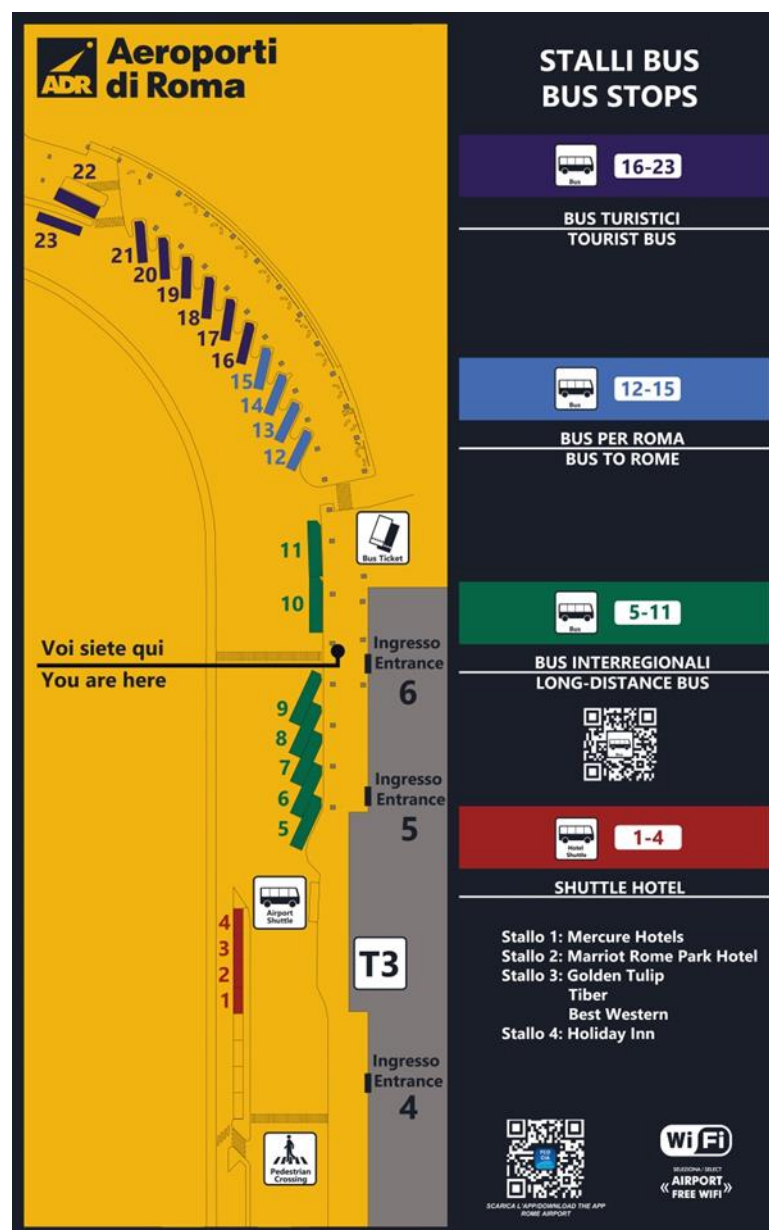 ADR
Aeroporti
di Roma
22
23
21
20
19
18
17
16
15
14
13
12
11
10
Bus Ticket
Voi siete qui
You are here
Ingresso
Entrance
6
9
8
7
6
5
Ingresso
Entrance
5
Airport
Shuttle
4
3
2
1
T3
Ingresso
Entrance
4
Pedestrian
Crossing
STALLI BUS
BUS STOPS
Bus
16-23
BUS TURISTICI
TOURIST BUS
Bus
12-15
BUS PER ROMA
BUS TO ROME
Bus
5-11
BUS INTERREGIONALI
LONG-DISTANCE BUS
Bus
Hotel
Shuttle
1-4
SHUTTLE HOTEL
Stallo 1: Mercure Hotels
Stallo 2: Marriot Rome Park Hotel
Stallo 3: Golden Tulip
Tiber
Best Western
Stallo 4: Holiday Inn
FCO
CIA
SCARICA L'APP/DOWNLOAD THE APP
ROME AIRPORT
WiFi
SELEZIONA / SELECT
« AIRPORT
FREE WIFI »